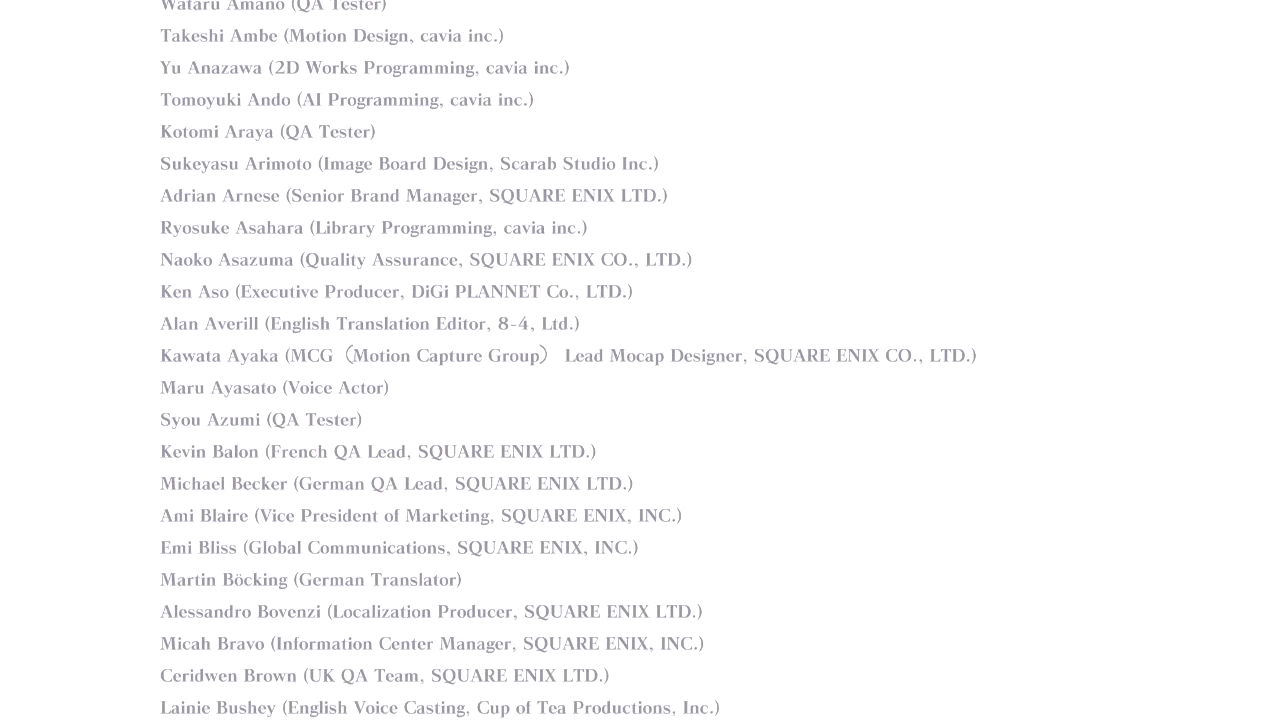 Wataru Amano (QA Tester)
Takeshi Ambe (Motion Design, cavia inc.)
Yu Anazawa (2D Works Programming, cavia inc.)
Tomoyuki Ando (AI Programming, cavia inc.)
Kotomi Araya (QA Tester)
Sukeyasu Arimoto (Image Board Design, Scarab Studio Inc.)
Adrian Arnese (Senior Brand Manager, SQUARE ENIX LTD.)
Ryosuke Asahara (Library Programming, cavia inc.)
Naoko Asazuma (Quality Assurance, SQUARE ENIX CO., LTD.)
Ken Aso (Executive Producer, DiGi PLANNET Co., LTD.)
Alan Averill (English Translation Editor, 8-4, Ltd.)
Kawata Ayaka (MCG（Motion Capture Group） Lead Mocap Designer, SQUARE ENIX CO., LTD.)
Maru Ayasato (Voice Actor)
Syou Azumi (QA Tester)
Kevin Balon (French QA Lead, SQUARE ENIX LTD.)
Michael Becker (German QA Lead, SQUARE ENIX LTD.)
Ami Blaire (Vice President of Marketing, SQUARE ENIX, INC.)
Emi Bliss (Global Communications, SQUARE ENIX, INC.)
Martin Böcking (German Translator)
Alessandro Bovenzi (Localization Producer, SQUARE ENIX LTD.)
Micah Bravo (Information Center Manager, SQUARE ENIX, INC.)
Ceridwen Brown (UK QA Team, SQUARE ENIX LTD.)
Lainie Bushey (English Voice Casting, Cup of Tea Productions, Inc.)